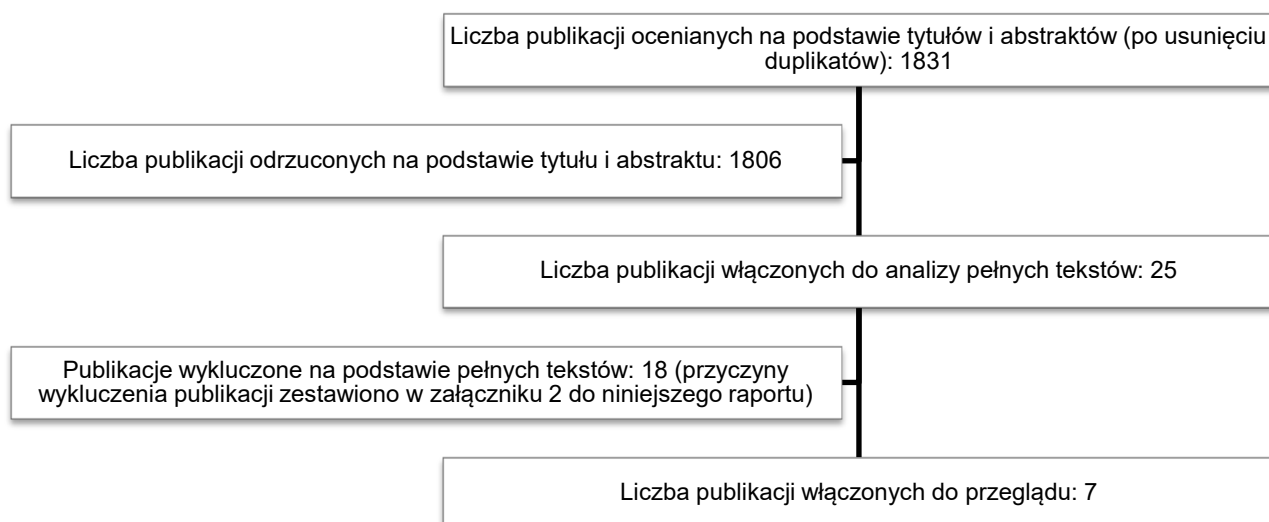 Liczba publikacji ocenianych na podstawie tytułów i abstraktów (po usunięciu
duplikatów): 1831
Liczba publikacji odrzuconych na podstawie tytułu i abstraktu: 1806
Liczba publikacji włączonych do analizy pełnych tekstów: 25
Publikacje wykluczone na podstawie pełnych tekstów: 18 (przyczyny
wykluczenia publikacji zestawiono w załączniku 2 do niniejszego raportu)
Liczba publikacji włączonych do przeglądu: 7